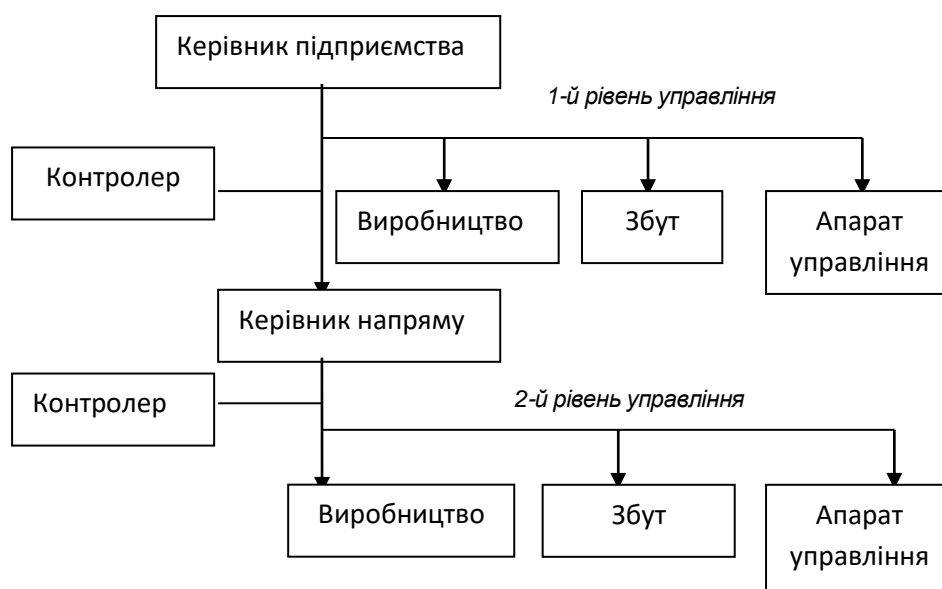 Керівник підприємства
1-й рівень управління
Контролер
Виробництво
Збут
Апарат
управління
Керівник напряму
Контролер
2-й рівень управління
Виробництво
Збут
Апарат
управління